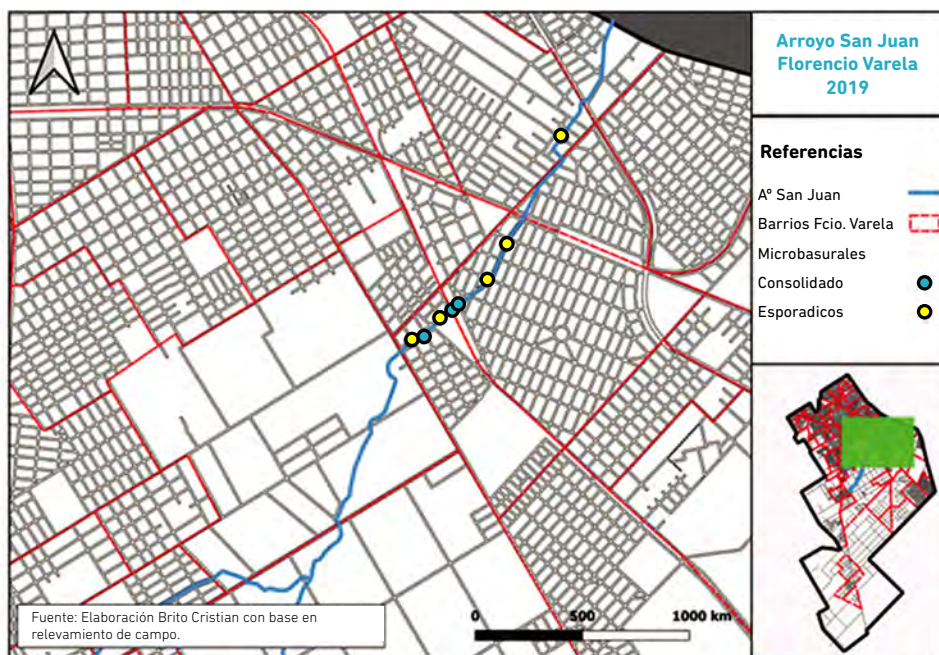 Arroyo San Juan
Florencio Varela
2019
Referencias
Aº San Juan
Barrios Fcio. Varela
Microbasurales
Consolidado
Esporadicos
Fuente: Elaboración Brito Cristian con base en
relevamiento de campo.
0 500 1000 km